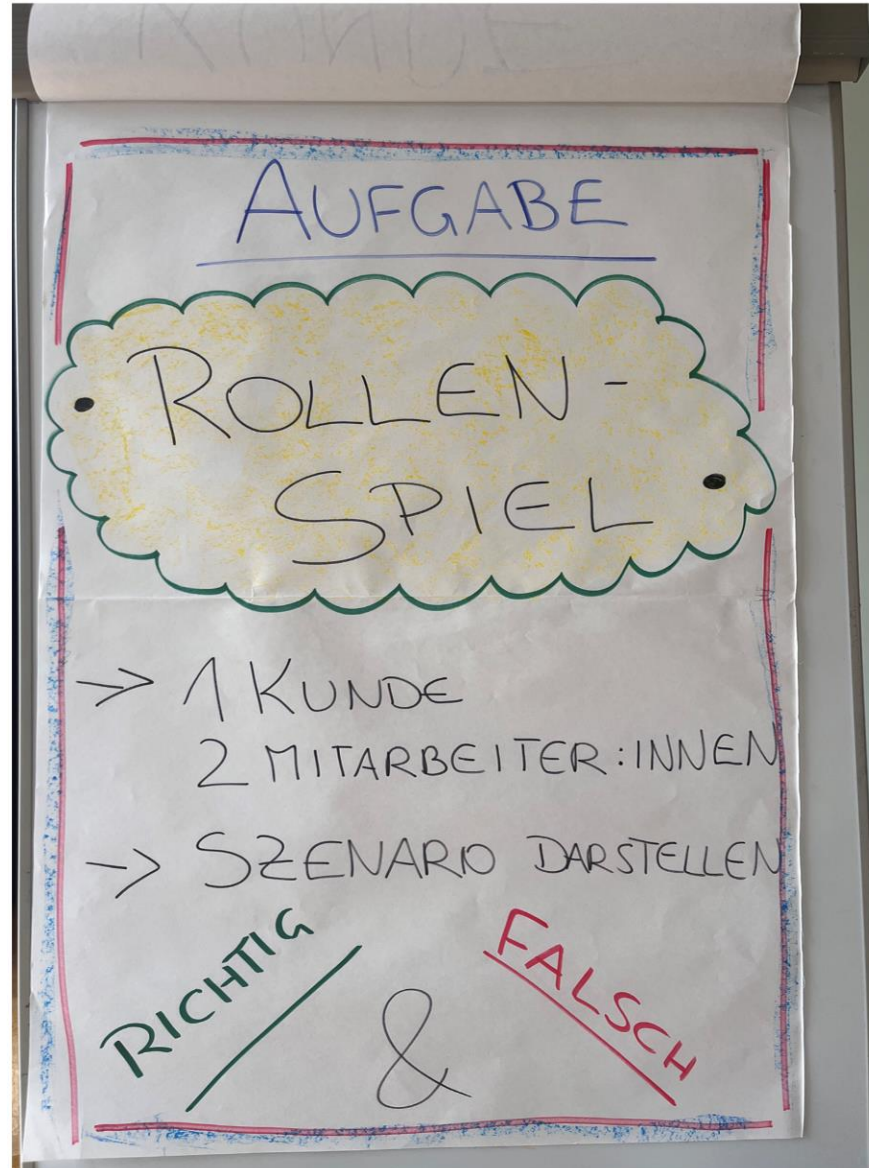 AUFGABE
ROLLEN-
SPIEL
→ 1 KUNDE
2 MITARBEITER:INNEN
→ SZENARIO DARSTELLEN
RICHTIG & FALSCH